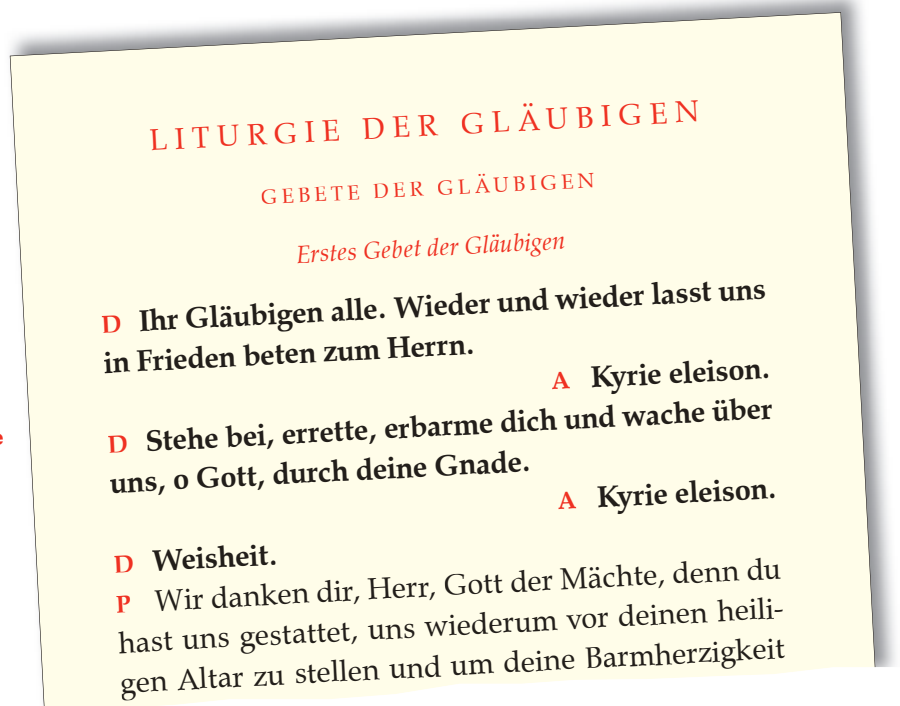 LITURGIE DER GLÄUBIGEN
GEBETE DER GLÄUBIGEN
Erstes Gebet der Gläubigen
D Ihr Gläubigen alle. Wieder und wieder lasst uns
in Frieden beten zum Herrn.
A Kyrie eleison.
D Stehe bei, errette, erbarme dich und wache über
uns, o Gott, durch deine Gnade.
A Kyrie eleison.
D Weisheit.
P Wir danken dir, Herr, Gott der Mächte, denn du
hast uns gestattet, uns wiederum vor deinen heili-
gen Altar zu stellen und um deine Barmherzigkeit